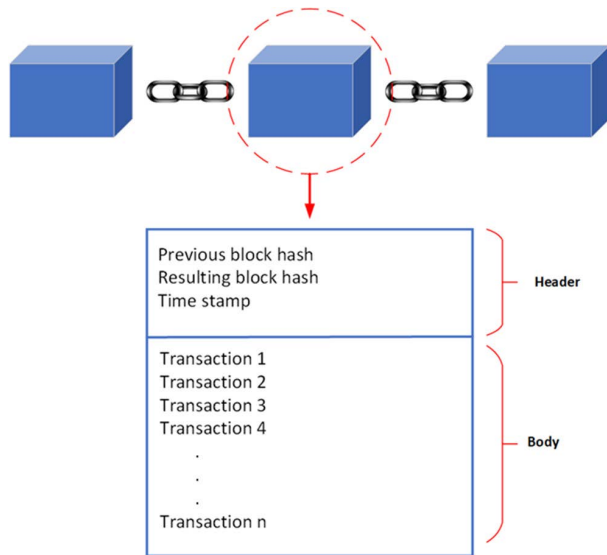 Previous block hash
Resulting block hash
Time stamp
Header
Transaction 1
Transaction 2
Transaction 3
Transaction 4
.
.
.
Transaction n
Body